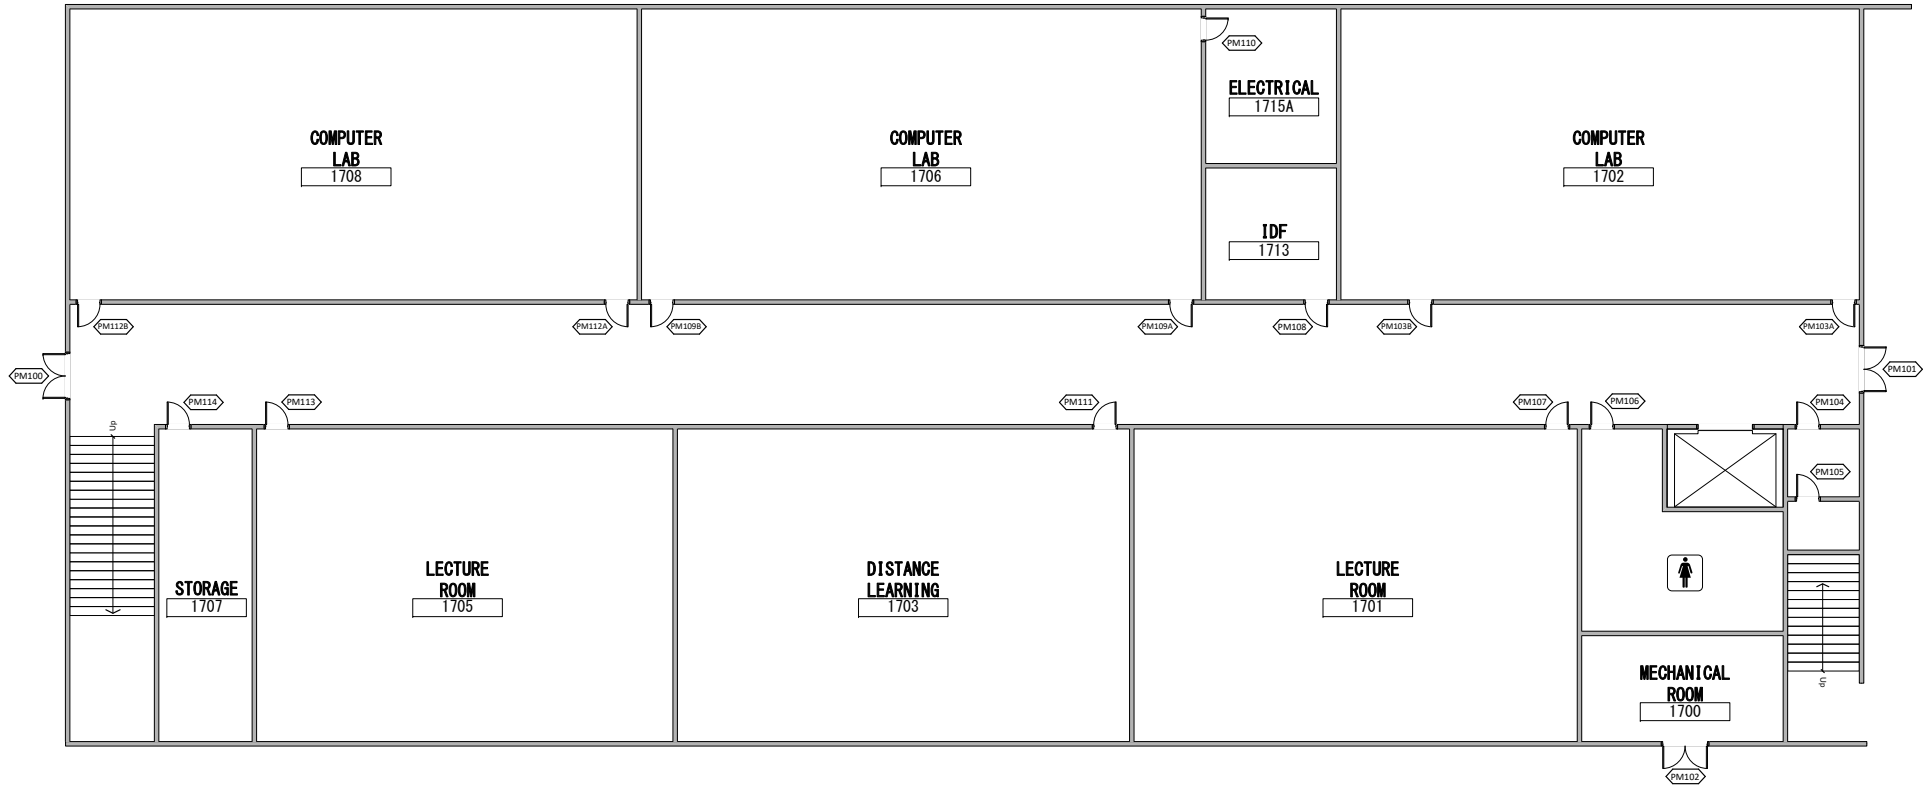 PM110
ELECTRICAL
1715A
COMPUTER
LAB
1708
COMPUTER
LAB
1706
COMPUTER
LAB
1702
IDF
1713
PM112B
PM112A
PM109B
PM109A
PM108
PM103B
PM103A
PM100
PM101
PM114
PM113
PM111
PM107
PM106
PM104
Up
PM105
STORAGE
1707
LECTURE
ROOM
1705
DISTANCE
LEARNING
1703
LECTURE
ROOM
1701
MECHANICAL
ROOM
1700
Up
PM102